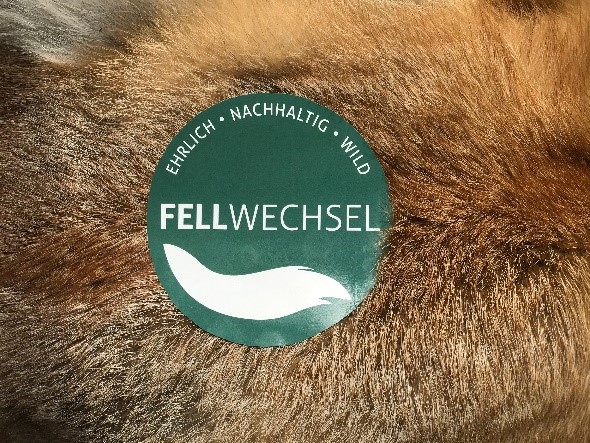 EHRLICH • NACHHALTIG • WILD
FELLWECHSEL